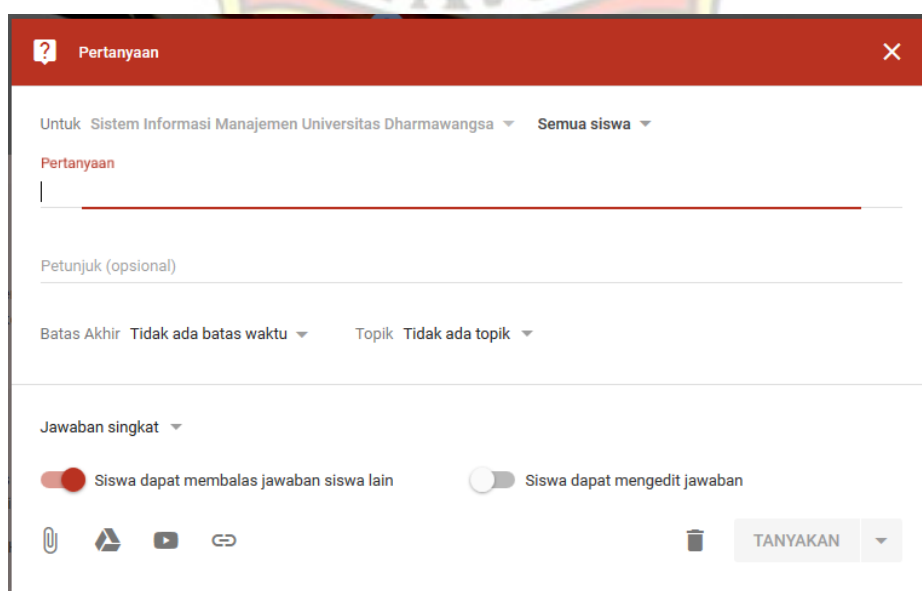 Pertanyaan
Untuk Sistem Informasi Manajemen Universitas Dharmawangsa Semua siswa
Pertanyaan
Petunjuk (opsional)
Batas Akhir Tidak ada batas waktu Topik Tidak ada topik
Jawaban singkat
Siswa dapat membalas jawaban siswa lain Siswa dapat mengedit jawaban
TANYAKAN